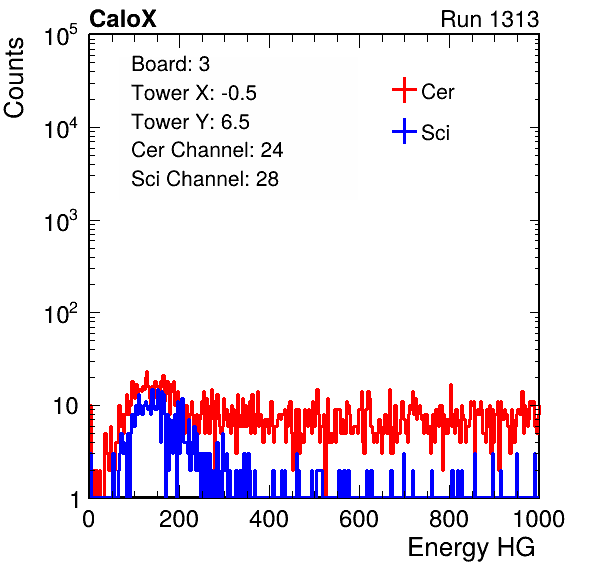 CaloX Run 1313
Counts
Board: 3
Tower X: -0.5
Tower Y: 6.5
Cer Channel: 24
Sci Channel: 28
Cer
Sci
10^5
10^4
10^3
10^2
10
1
0 200 400 600 800 1000
Energy HG